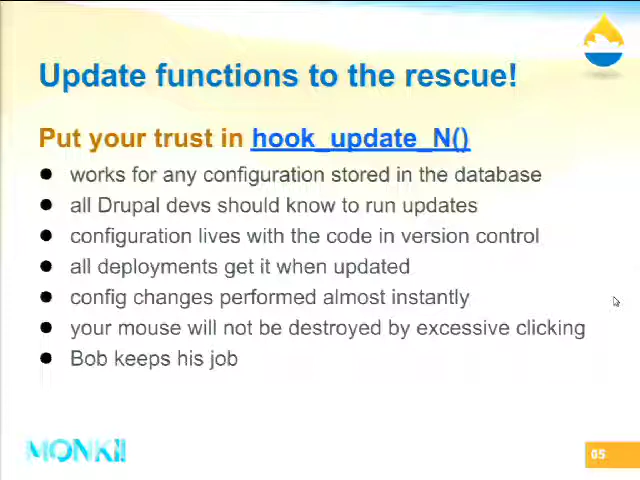 Update functions to the rescue!
Put your trust in hook_update_N()
works for any configuration stored in the database
all Drupal devs should know to run updates
configuration lives with the code in version control
all deployments get it when updated
config changes performed almost instantly
your mouse will not be destroyed by excessive clicking
Bob keeps his job
MONKii
05